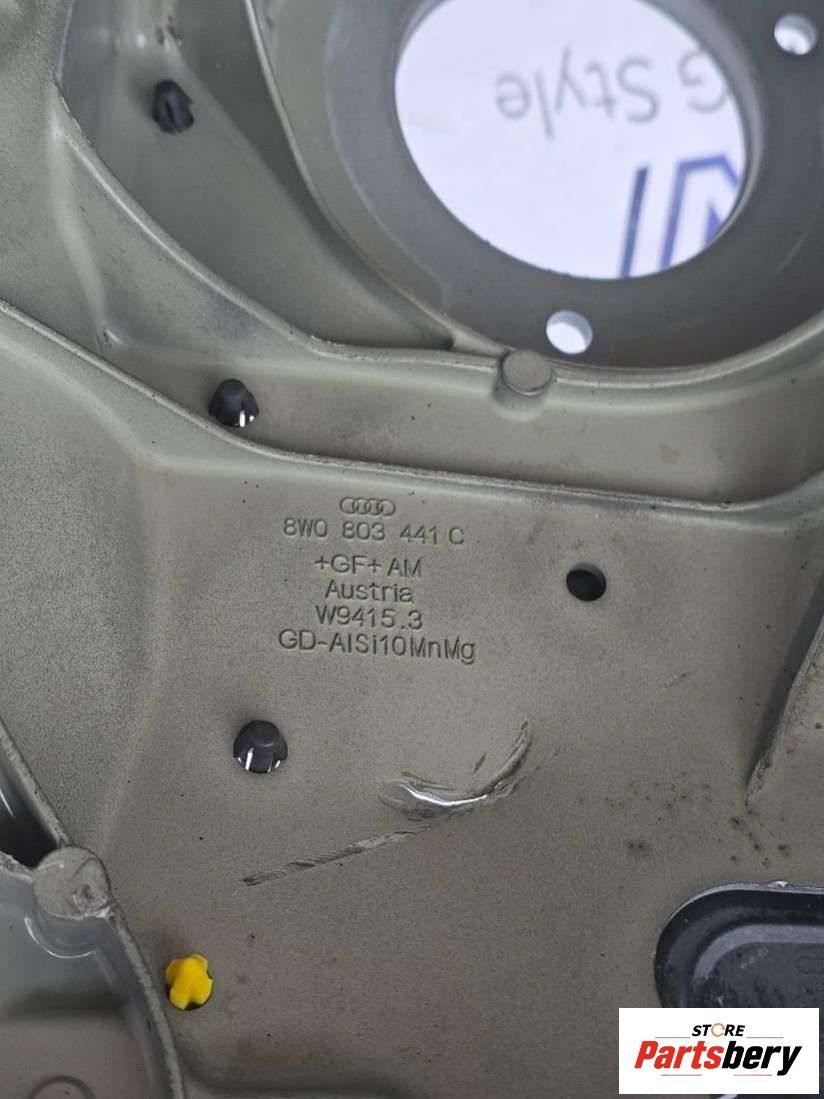 G Style
8W0 803 441 C
+GF+ AM
Austria
W9415.3
GD-AlSi10MnMg
STORE
Partsbery